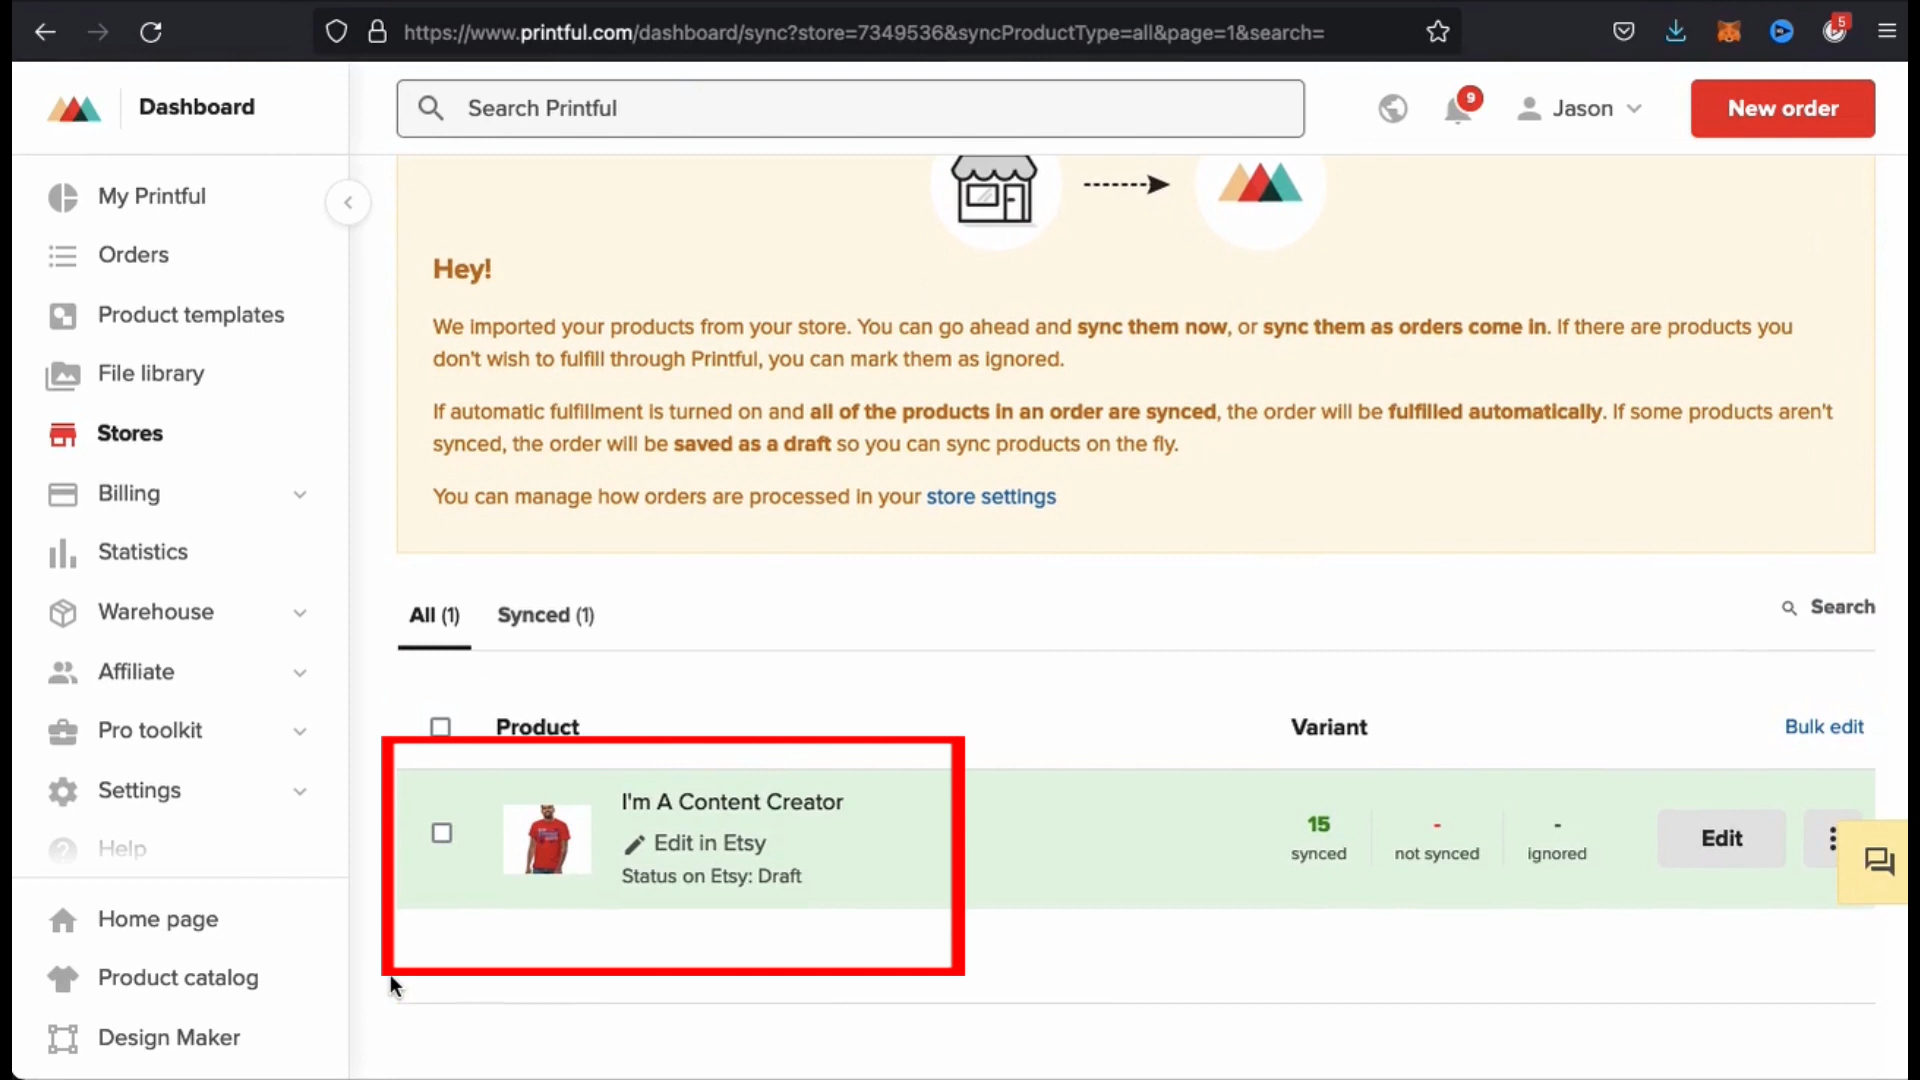 https://www.printful.com/dashboard/sync?store=7349536&syncProductType=all&page=1&search=
5
Dashboard
Search Printful
9
Jason
New order
My Printful
Orders
Product templates
File library
Stores
Billing
Statistics
Warehouse
Affiliate
Pro toolkit
Settings
Help
Home page
Product catalog
Design Maker
Hey!
We imported your products from your store. You can go ahead and sync them now, or sync them as orders come in. If there are products you
don't wish to fulfill through Printful, you can mark them as ignored.
If automatic fulfillment is turned on and all of the products in an order are synced, the order will be fulfilled automatically. If some products aren't
synced, the order will be saved as a draft so you can sync products on the fly.
You can manage how orders are processed in your store settings
All (1) Synced (1)
Search
Product Variant Bulk edit
I'm A Content Creator
Edit in Etsy
Status on Etsy: Draft
15 - -
synced not synced ignored
Edit